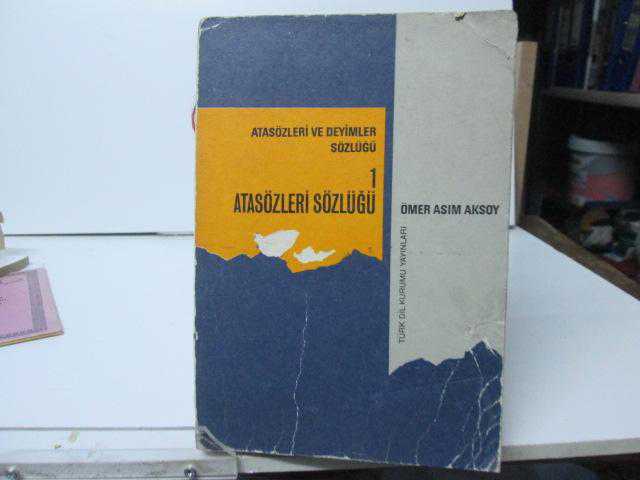 ATASÖZLERİ VE DEYİMLER
SÖZLÜĞÜ
1
ATASÖZLERİ SÖZLÜĞÜ
ÖMER ASIM AKSOY
TÜRK DİL KURUMU YAYINLARI